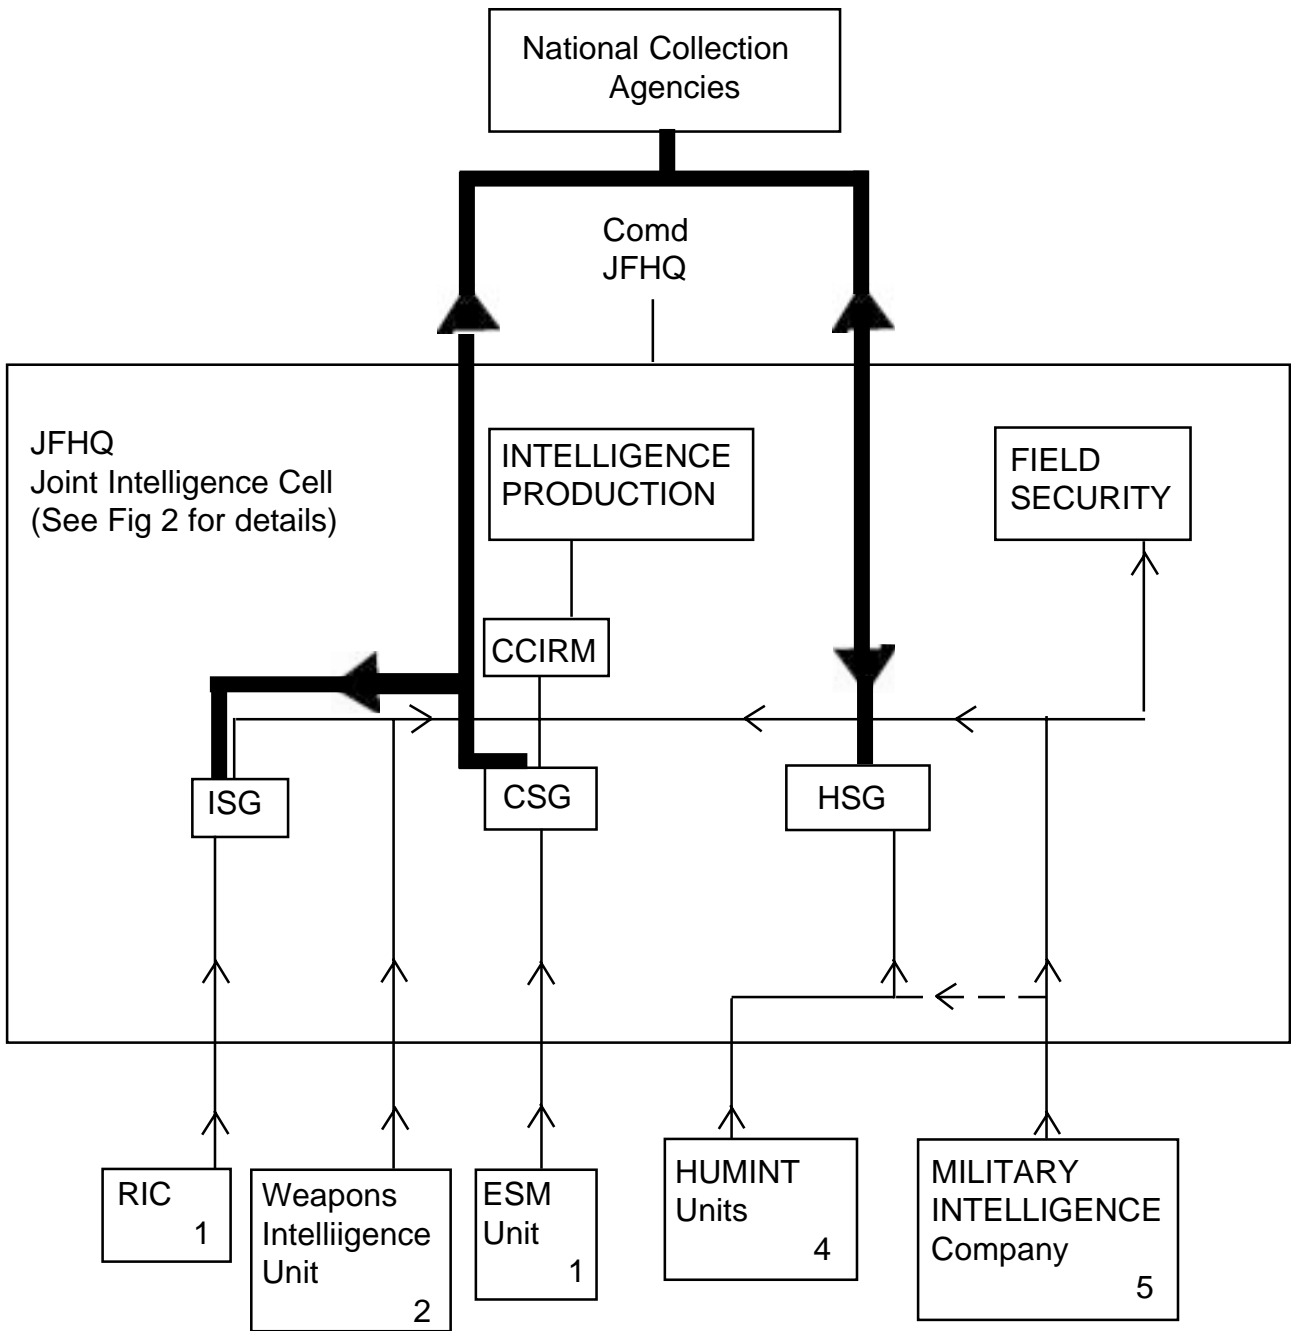 National Collection
Agencies
Comd
JFHQ
JFHQ
Joint Intelligence Cell
(See Fig 2 for details)
INTELLIGENCE
PRODUCTION
FIELD
SECURITY
CCIRM
ISG
CSG
HSG
RIC
1
Weapons
Intelliigence
Unit
2
ESM
Unit
1
HUMINT
Units
4
MILITARY
INTELLIGENCE
Company
5